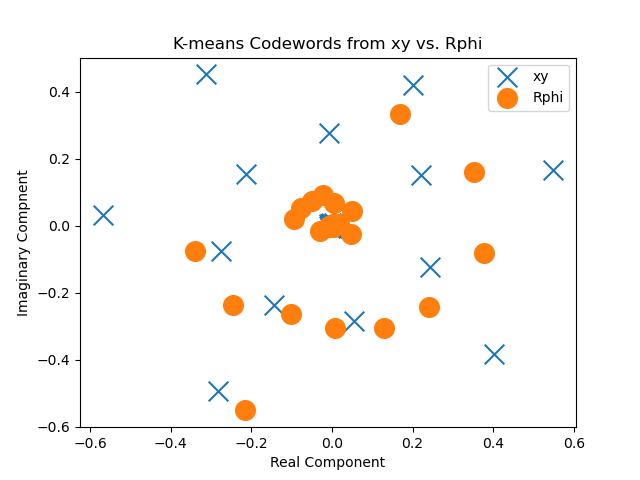 K-means Codewords from xy vs. Rphi
xy
Rphi
Imaginary Compnent
0.4
0.2
0.0
−0.2
−0.4
−0.6
−0.6
−0.4
−0.2
0.0
0.2
0.4
0.6
Real Component